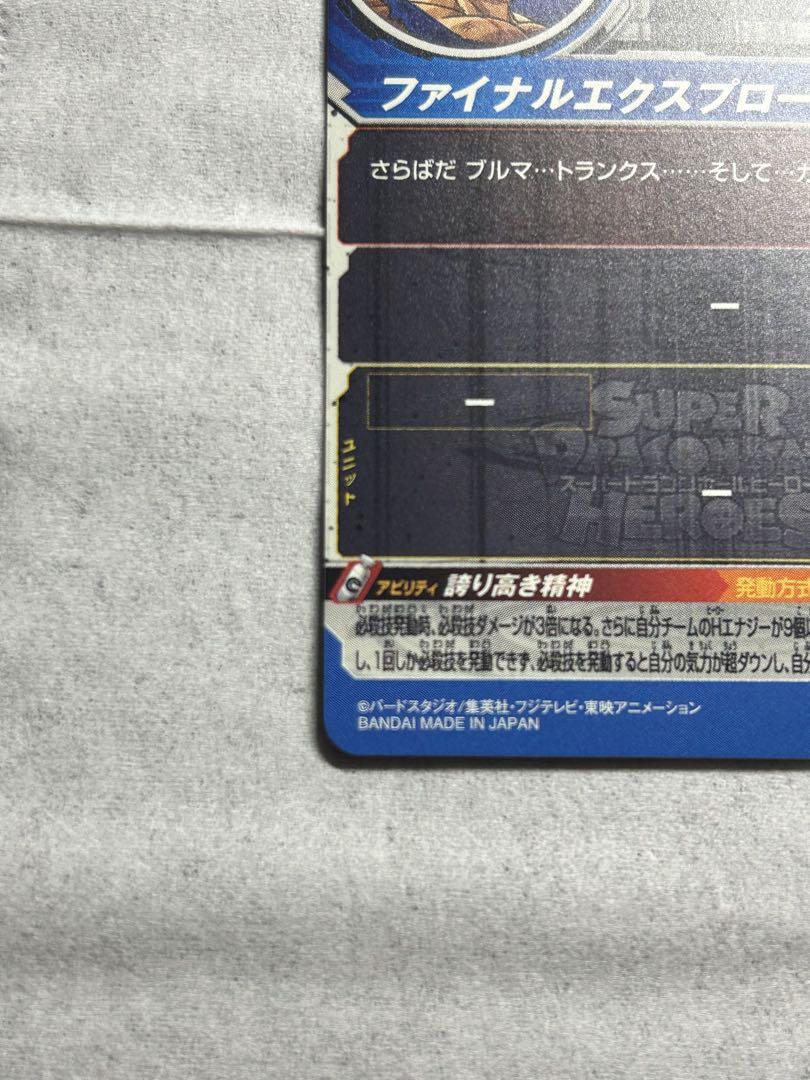 ファイナルエクスプロー
さらばだ ブルマ…トランクス……そして…カ
ー
ー
ユニット
SUPER
DRAGON
スーパードラゴンボールヒーロー
HEROES
ー
アビリティ 誇り高き精神 発動方式
必殺技発動時、必殺技ダメージが3倍になる。さらに自分チームのHエナジーが9個
し、1回しか必殺技を発動できず、必殺技を発動すると自分の気力が超ダウンし、自分
©バードスタジオ/集英社・フジテレビ・東映アニメーション
BANDAI MADE IN JAPAN